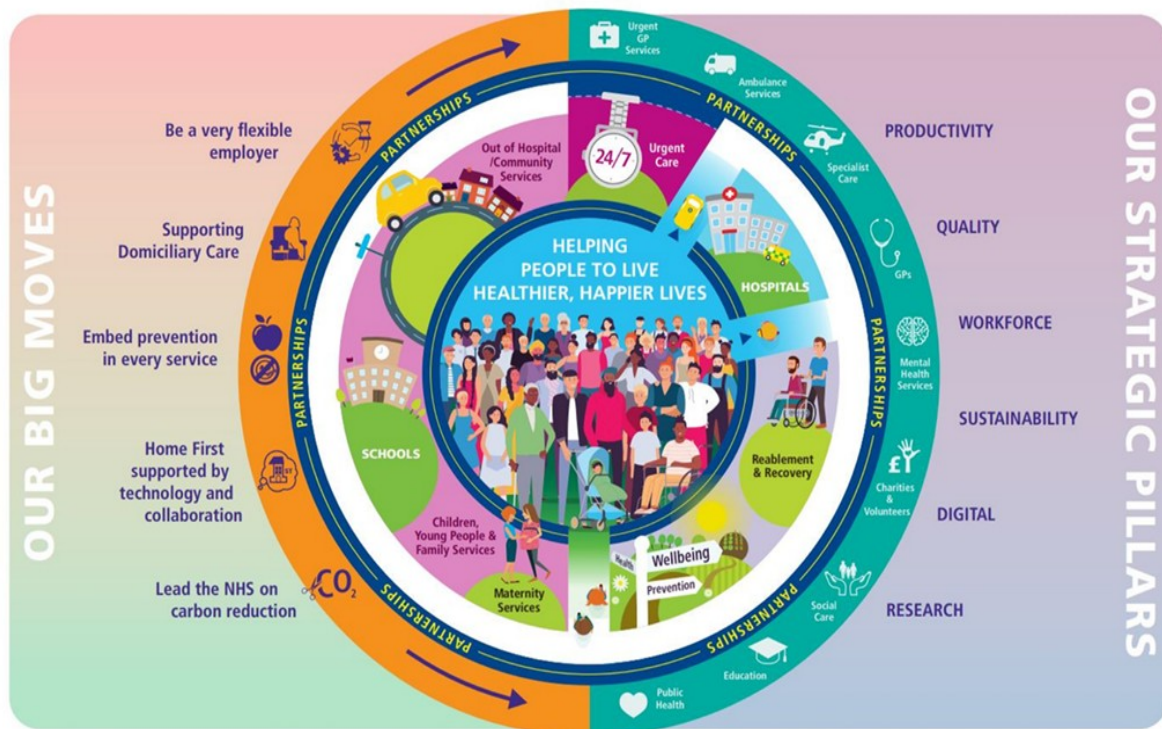 OUR BIG MOVES
Be a very flexible
employer
Supporting
Domiciliary Care
Embed prevention
in every service
Home First
supported by
technology and
collaboration
Lead the NHS on
carbon reduction
CO2
1ST
PARTNERSHIPS
PARTNERSHIPS
PARTNERSHIPS
PARTNERSHIPS
PARTNERSHIPS
PARTNERSHIPS
Out of Hospital
/Community
Services
24/7
Urgent
Care
HOSPITALS
HELPING
PEOPLE TO LIVE
HEALTHIER, HAPPIER LIVES
SCHOOLS
Children,
Young People &
Family Services
Maternity
Services
Reablement
& Recovery
Health
Wellbeing
Prevention
Urgent
GP
Services
Ambulance
Services
Specialist
Care
GPs
Mental
Health
Services
£
Charities
&
Volunteers
Social
Care
Education
Public
Health
PRODUCTIVITY
QUALITY
WORKFORCE
SUSTAINABILITY
DIGITAL
RESEARCH
OUR STRATEGIC PILLARS